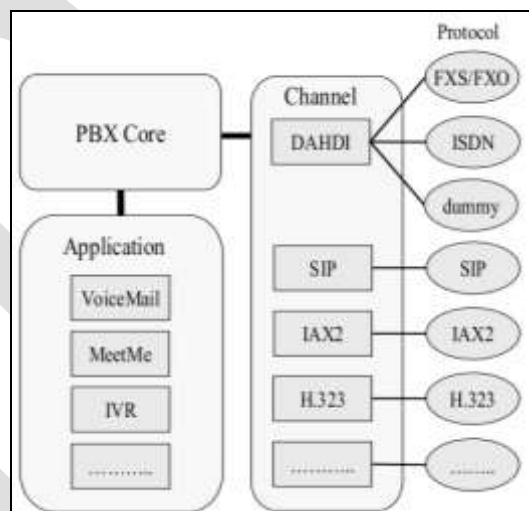 Protocol
FXS/FXO
Channel
PBX Core
DAHDI
ISDN
dummy
Application
SIP
SIP
VoiceMail
IAX2
IAX2
MeetMe
H.323
H.323
IVR
...........
...........
........